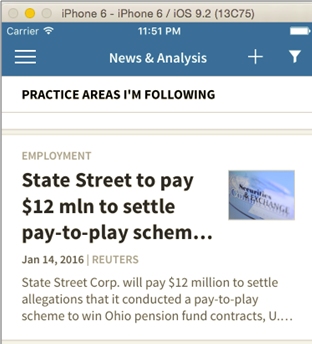 iPhone 6 - iPhone 6 / iOS 9.2 (13C75)
Carrier 11:51 PM
News & Analysis
PRACTICE AREAS I'M FOLLOWING
EMPLOYMENT
State Street to pay
$12 mln to settle
pay-to-play schem...
Securities
& EXCHANGE
Jan 14, 2016 | REUTERS
State Street Corp. will pay $12 million to settle
allegations that it conducted a pay-to-play
scheme to win Ohio pension fund contracts, U....